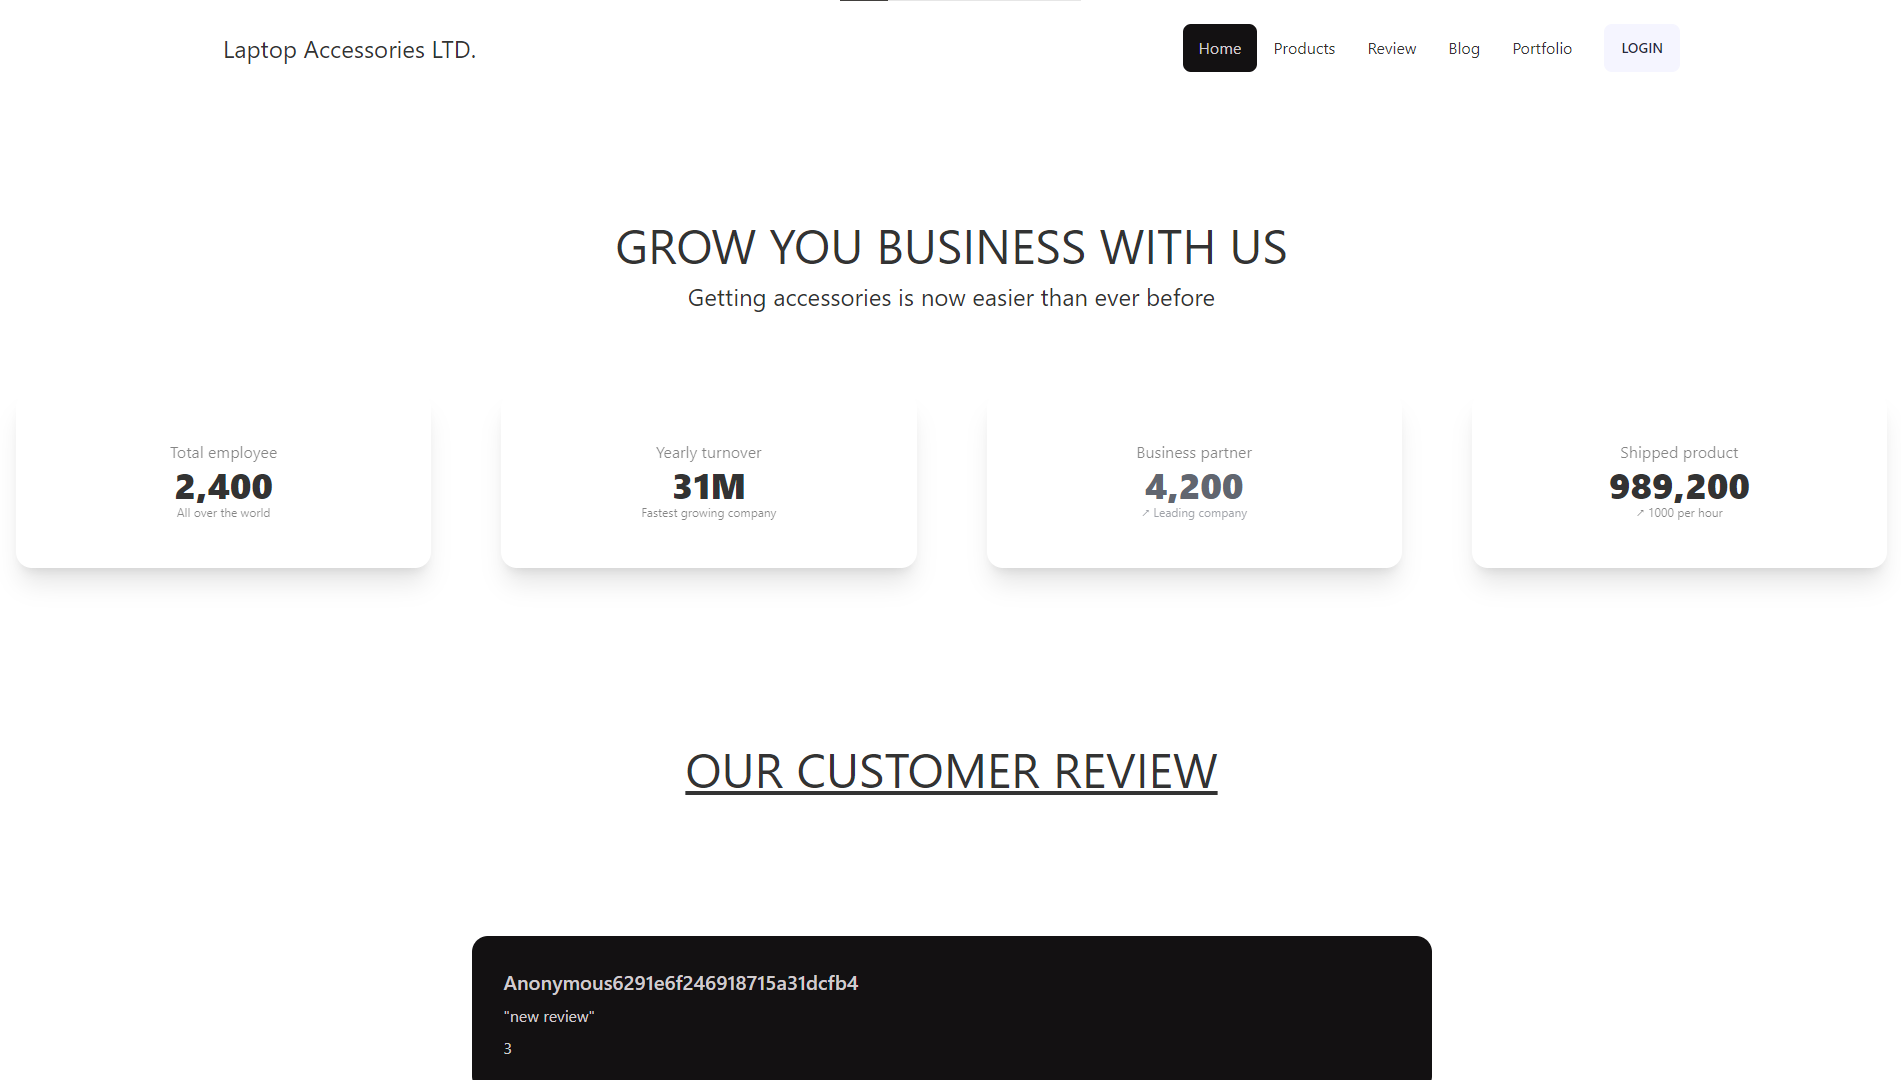 Laptop Accessories LTD.
Home Products Review Blog Portfolio LOGIN
GROW YOU BUSINESS WITH US
Getting accessories is now easier than ever before
Total employee
2,400
All over the world
Yearly turnover
31M
Fastest growing company
Business partner
4,200
↗︎ Leading company
Shipped product
989,200
↗︎ 1000 per hour
OUR CUSTOMER REVIEW
Anonymous6291e6f246918715a31dcfb4
"new review"
3